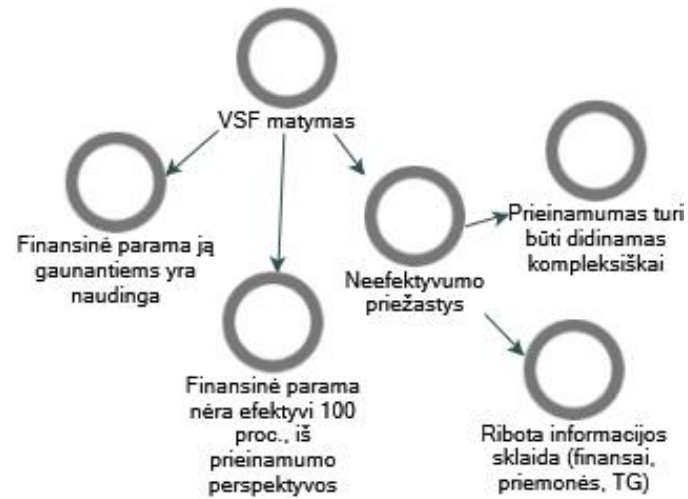 VSF matymas
Finansinė parama ją
gaunantiems yra
naudinga
Neefektyvumo
priežastys
Prieinamumas turi
būti didinamas
kompleksiškai
Finansinė parama
nėra efektyvi 100
proc., iš
prieinamumo
perspektyvos
Ribota informacijos
sklaida (finansai,
priemonės, TG)